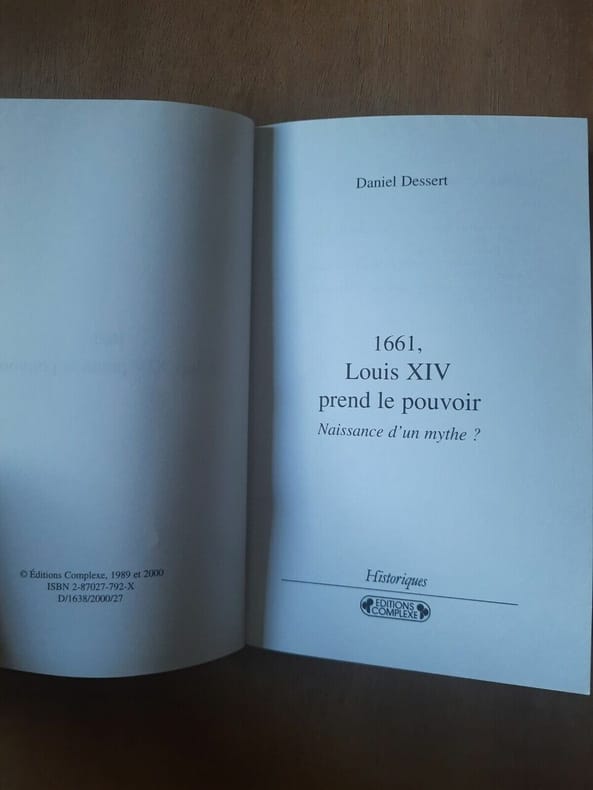 © Éditions Complexe, 1989 et 2000
ISBN 2-87027-792-X
D/1638/2000/27
Daniel Dessert
1661,
Louis XIV
prend le pouvoir
Naissance d'un mythe ?
Historiques
EDITIONS
COMPLEXE